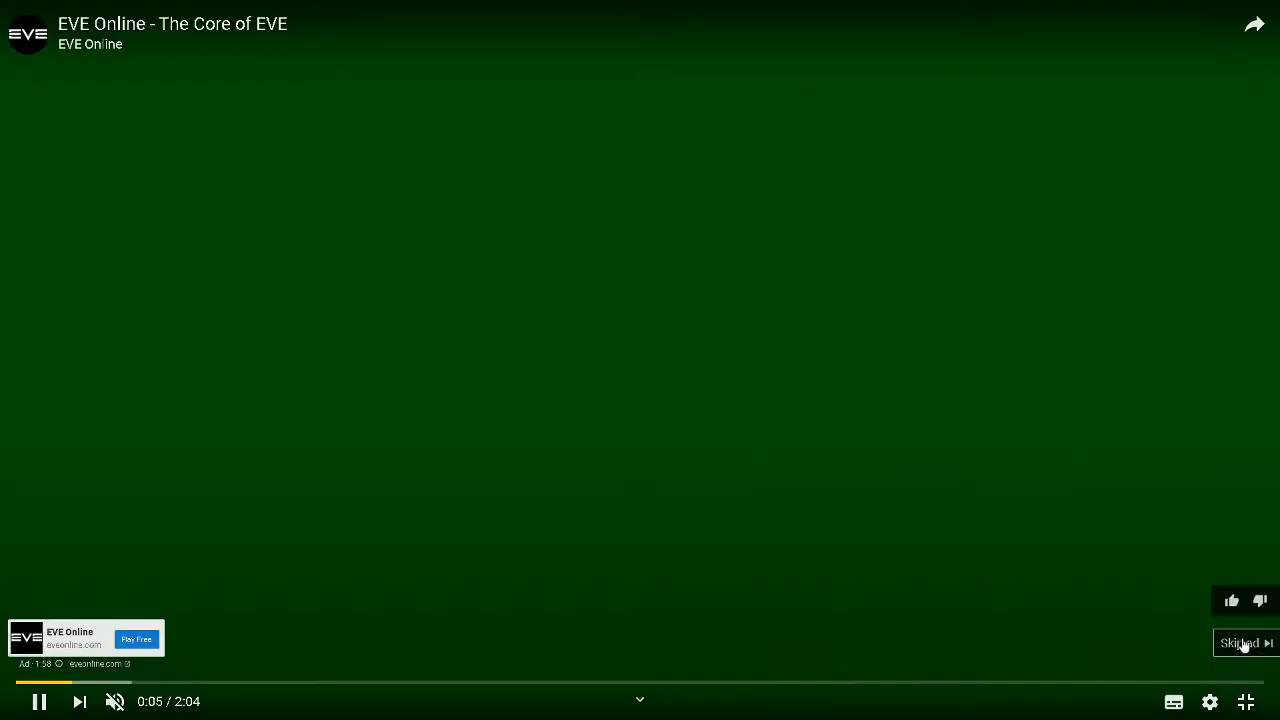 EVE Online - The Core of EVE
EVE Online
EVE
EVE
EVE Online
eveonline.com
Play Free
Ad · 1:58
eveonline.com
Skip ad
0:05 / 2:04